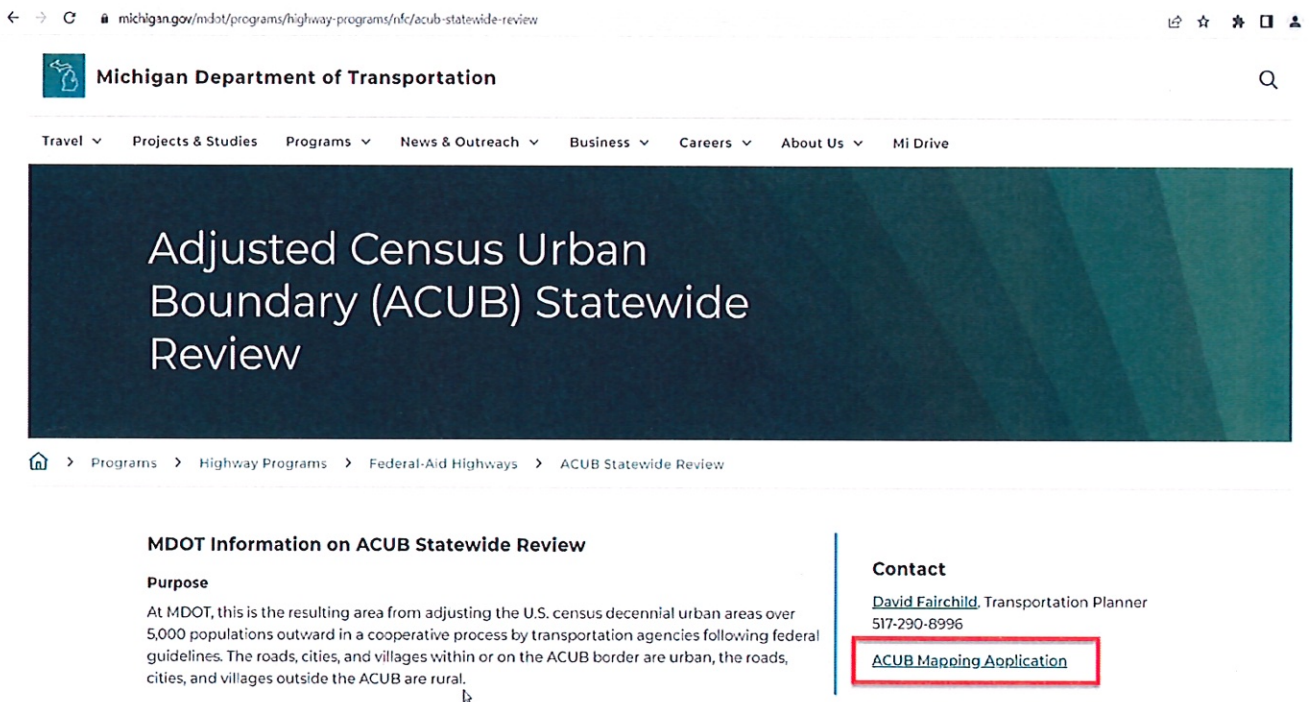 michigan.gov/mdot/programs/highway-programs/nfc/acub-statewide-review
Michigan Department of Transportation
Travel Projects & Studies Programs News & Outreach Business Careers About Us Mi Drive
Adjusted Census Urban
Boundary (ACUB) Statewide
Review
> Programs > Highway Programs > Federal-Aid Highways > ACUB Statewide Review
MDOT Information on ACUB Statewide Review
Purpose
At MDOT, this is the resulting area from adjusting the U.S. census decennial urban areas over
5,000 populations outward in a cooperative process by transportation agencies following federal
guidelines. The roads, cities, and villages within or on the ACUB border are urban, the roads,
cities, and villages outside the ACUB are rural.
Contact
David Fairchild, Transportation Planner
517-290-8996
ACUB Mapping Application